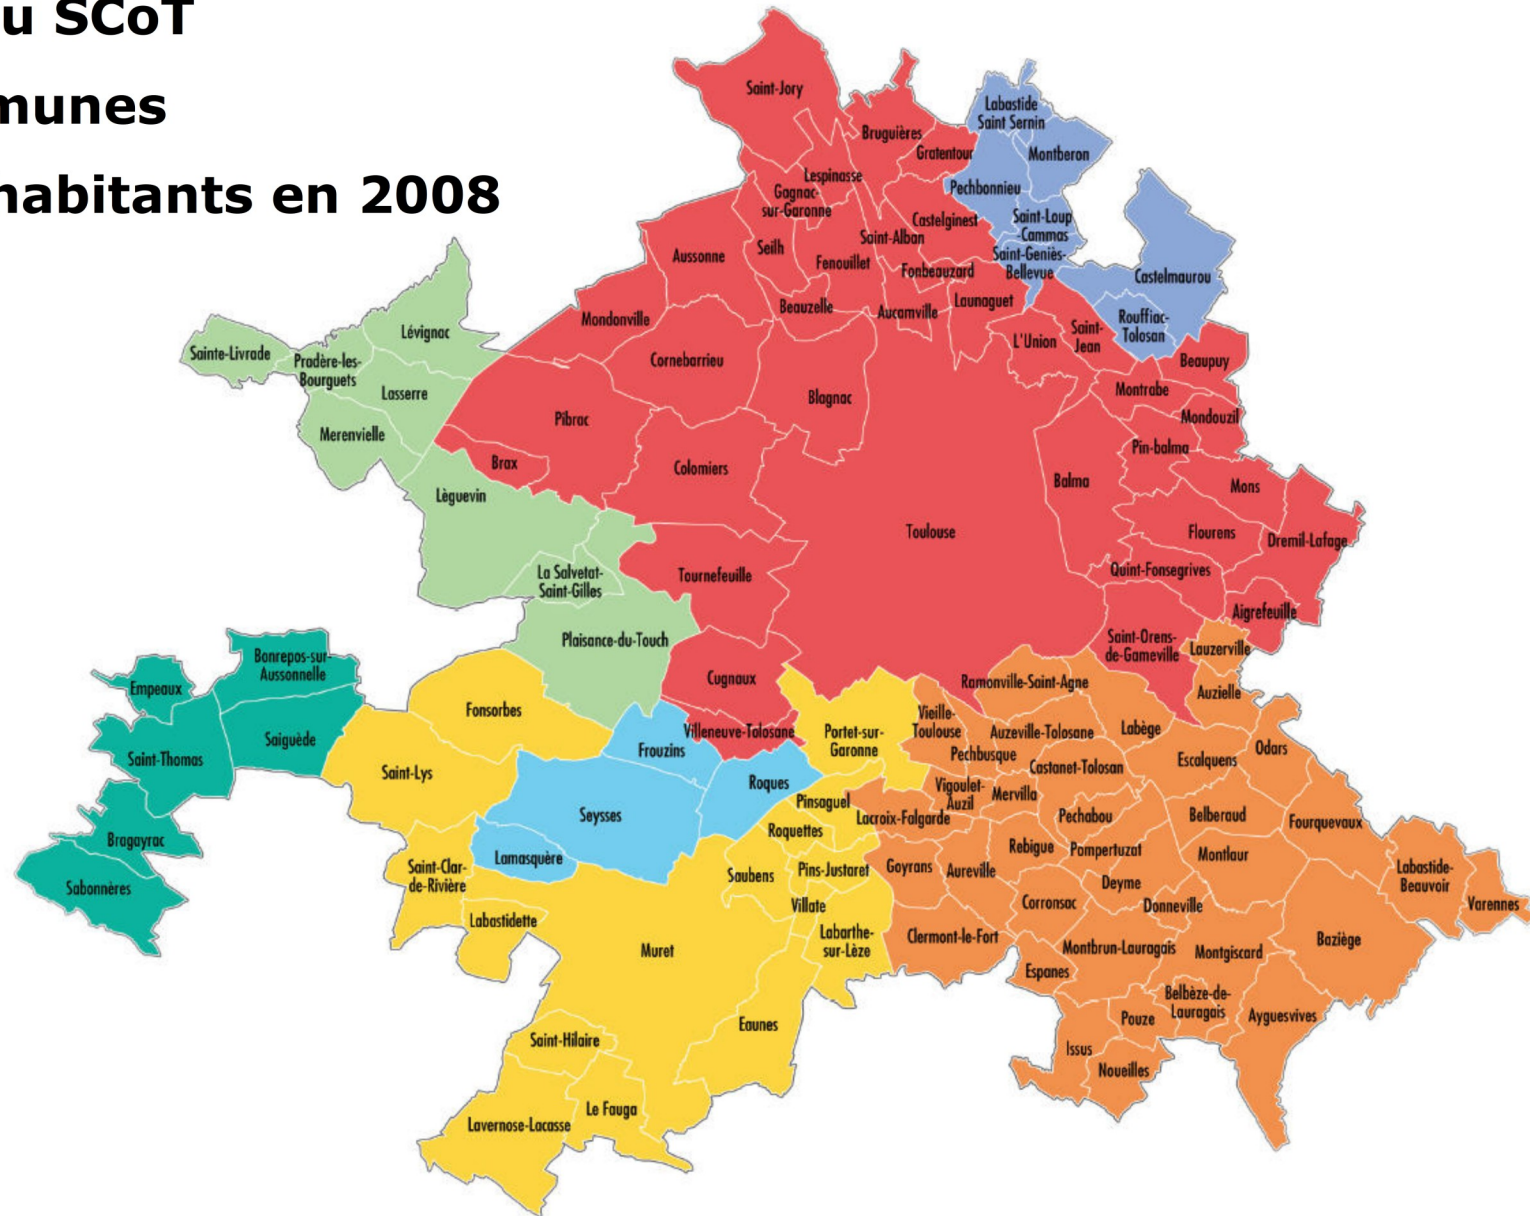 u SCoT
munes
habitants en 2008
Saint-Jory
Bruguières
Gratentour
Labastide
Saint Sernin
Montberon
Pechbonnieu
Lespinasse
Gagnac-
sur-Garonne
Castelginest
Saint-Loup
-Cammas
Saint-Alban
Aussonne
Seilh
Fenouillet
Fonbeauzard
Saint-Geniès-
Bellevue
Castelmaurou
Beauzelle
Aucamville
Launaguet
Mondonville
Rouffiac-
Tolosan
L'Union
Saint-
Jean
Beaupuy
Lévignac
Sainte-Livrade
Pradère-les-
Bourguets
Lasserre
Merenvielle
Cornebarrieu
Blagnac
Montrabe
Mondouzil
Pibrac
Pin-balma
Brax
Colomiers
Balma
Mons
Lèguevin
Toulouse
Flourens
Dremil-Lafage
La Salvetat-
Saint-Gilles
Tournefeuille
Quint-Fonsegrives
Aigrefeuille
Plaisance-du-Touch
Saint-Orens-
de-Gameville
Lauzerville
Bonrepos-sur-
Aussonnelle
Empeaux
Cugnaux
Ramonville-Saint-Agne
Auzielle
Fonsorbes
Saiguède
Saint-Thomas
Villeneuve-Tolosane
Frouzins
Portet-sur-
Garonne
Vieille-
Toulouse
Auzeville-Tolosane
Labège
Pechbusque
Castanet-Tolosan
Escalquens
Odars
Saint-Lys
Roques
Pinsaguel
Vigoulet-
Auzil
Mervilla
Seysses
Lacroix-Falgarde
Pechabou
Belberaud
Fourquevaux
Roquettes
Bragayrac
Sabonnères
Lamasquère
Saint-Clar-
de-Rivière
Saubens
Pins-Justaret
Goyrans
Aureville
Rebigue
Pompertuzat
Montlaur
Deyme
Labastide-
Beauvoir
Varennes
Labastidette
Villate
Corronsac
Donneville
Muret
Labarthe-
sur-Lèze
Clermont-le-Fort
Montbrun-Lauragais
Montgiscard
Baziège
Espanes
Belbèze-de-
Lauragais
Eaunes
Pouze
Ayguesvives
Saint-Hilaire
Issus
Noueilles
Le Fauga
Lavernose-Lacasse